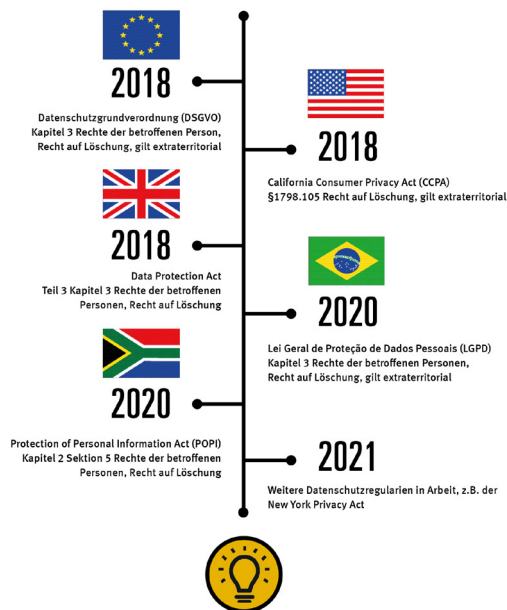 2018
Datenschutzgrundverordnung (DSGVO)
Kapitel 3 Rechte der betroffenen Person,
Recht auf Löschung, gilt extraterritorial
2018
California Consumer Privacy Act (CCPA)
§1798.105 Recht auf Löschung, gilt extraterritorial
2018
Data Protection Act
Teil 3 Kapitel 3 Rechte der betroffenen
Personen, Recht auf Löschung
2020
Lei Geral de Proteção de Dados Pessoais (LGPD)
Kapitel 3 Rechte der betroffenen Personen,
Recht auf Löschung, gilt extraterritorial
2020
Protection of Personal Information Act (POPI)
Kapitel 2 Sektion 5 Rechte der betroffenen
Personen, Recht auf Löschung
2021
Weitere Datenschutzregularien in Arbeit, z.B. der
New York Privacy Act